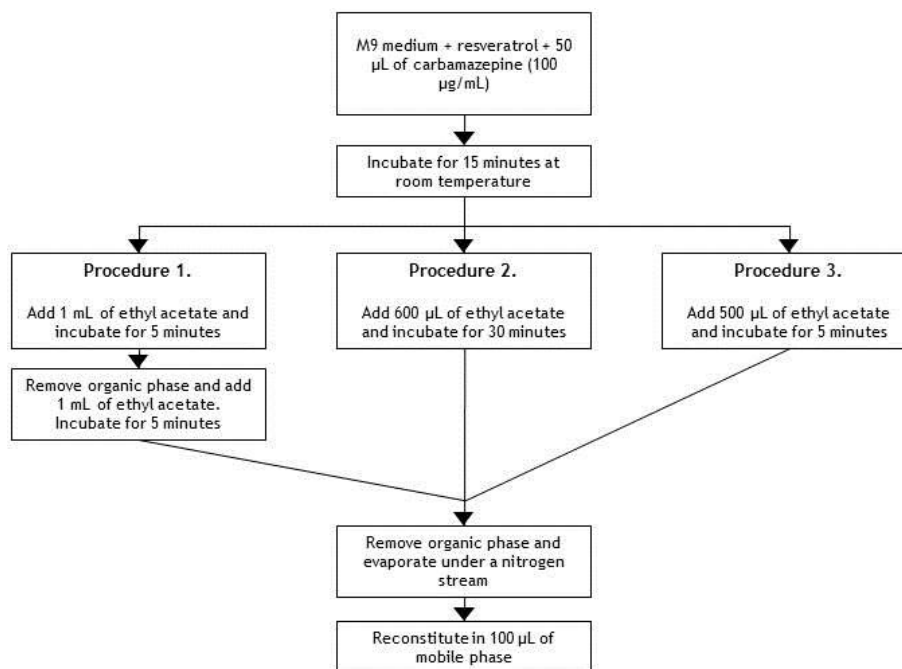 M9 medium + resveratrol + 50
µL of carbamazepine (100
µg/mL)
Incubate for 15 minutes at
room temperature
Procedure 1.
Add 1 mL of ethyl acetate and
incubate for 5 minutes
Procedure 2.
Add 600 µL of ethyl acetate
and incubate for 30 minutes
Procedure 3.
Add 500 µL of ethyl acetate
and incubate for 5 minutes
Remove organic phase and add
1 mL of ethyl acetate.
Incubate for 5 minutes
Remove organic phase and
evaporate under a nitrogen
stream
Reconstitute in 100 µL of
mobile phase